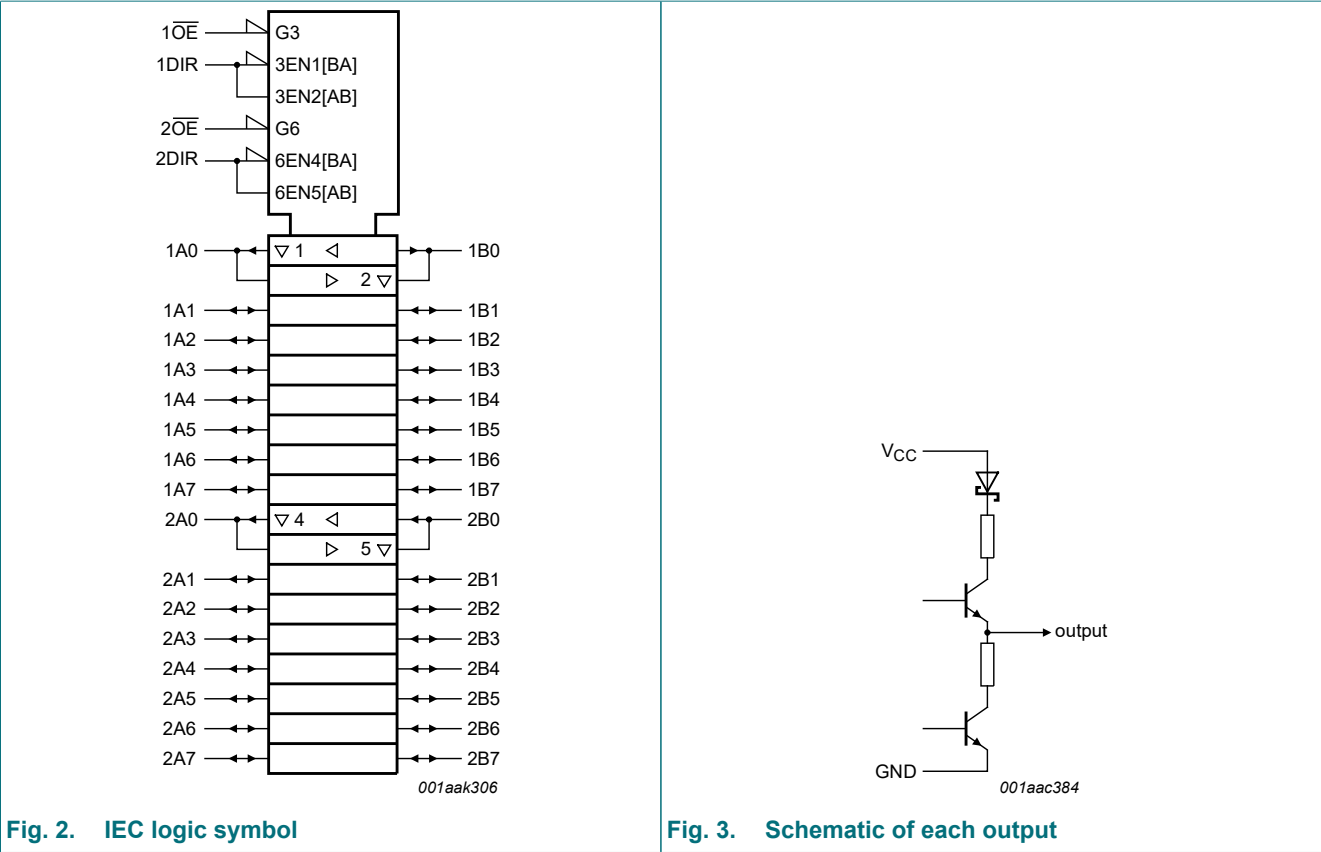 1OE G3
1DIR 3EN1[BA]
3EN2[AB]
2OE G6
2DIR 6EN4[BA]
6EN5[AB]
1A0 ▽ 1 ◁ 1B0
▷ 2 ▽
1A1 1B1
1A2 1B2
1A3 1B3
1A4 1B4
1A5 1B5
1A6 1B6
1A7 1B7
2A0 ▽ 4 ◁ 2B0
▷ 5 ▽
2A1 2B1
2A2 2B2
2A3 2B3
2A4 2B4
2A5 2B5
2A6 2B6
2A7 2B7
001aak306
Fig. 2. IEC logic symbol
VCC
output
GND
001aac384
Fig. 3. Schematic of each output